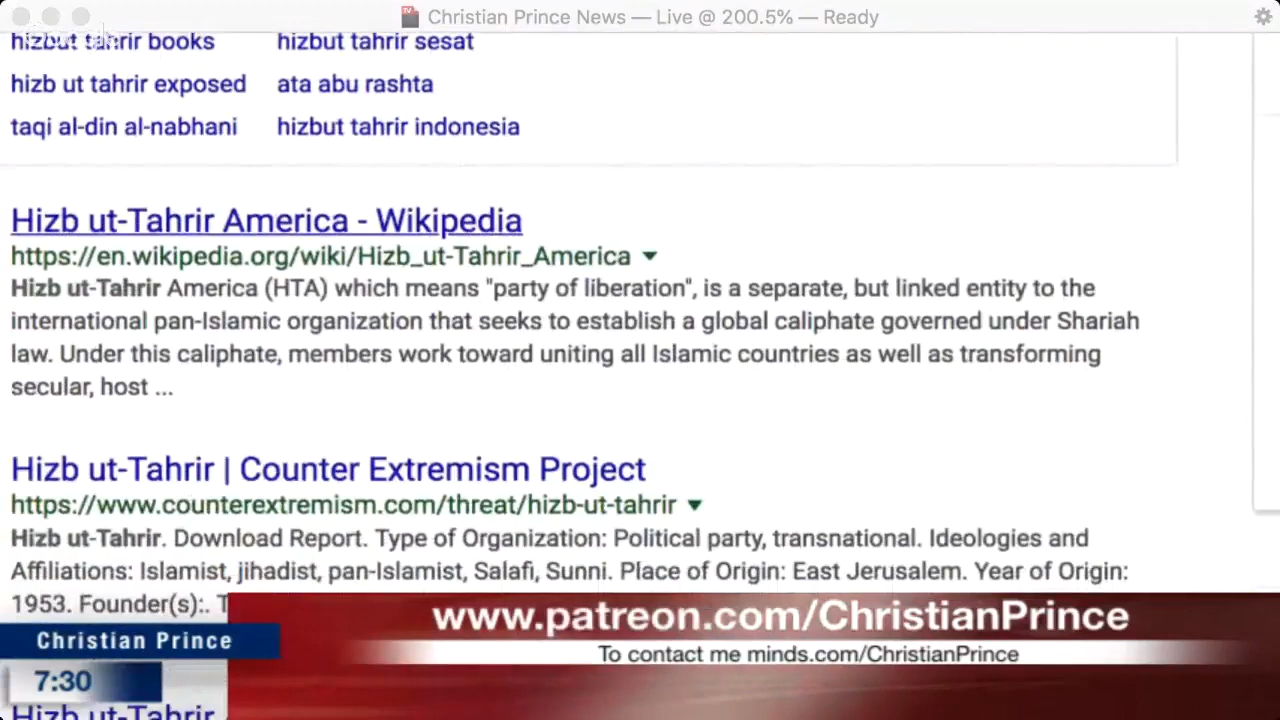 Christian Prince News — Live @ 200.5% — Ready
hizbut tahrir books
hizbut tahrir sesat
hizb ut tahrir exposed
ata abu rashta
taqi al-din al-nabhani
hizbut tahrir indonesia
Hizb ut-Tahrir America - Wikipedia
https://en.wikipedia.org/wiki/Hizb_ut-Tahrir_America
Hizb ut-Tahrir America (HTA) which means "party of liberation", is a separate, but linked entity to the
international pan-Islamic organization that seeks to establish a global caliphate governed under Shariah
law. Under this caliphate, members work toward uniting all Islamic countries as well as transforming
secular, host ...
Hizb ut-Tahrir | Counter Extremism Project
https://www.counterextremism.com/threat/hizb-ut-tahrir
Hizb ut-Tahrir. Download Report. Type of Organization: Political party, transnational. Ideologies and
Affiliations: Islamist, jihadist, pan-Islamist, Salafi, Sunni. Place of Origin: East Jerusalem. Year of Origin:
1953. Founder(s):. T
www.patreon.com/ChristianPrince
Christian Prince
To contact me minds.com/ChristianPrince
7:30
Hizb ut-Tahrir